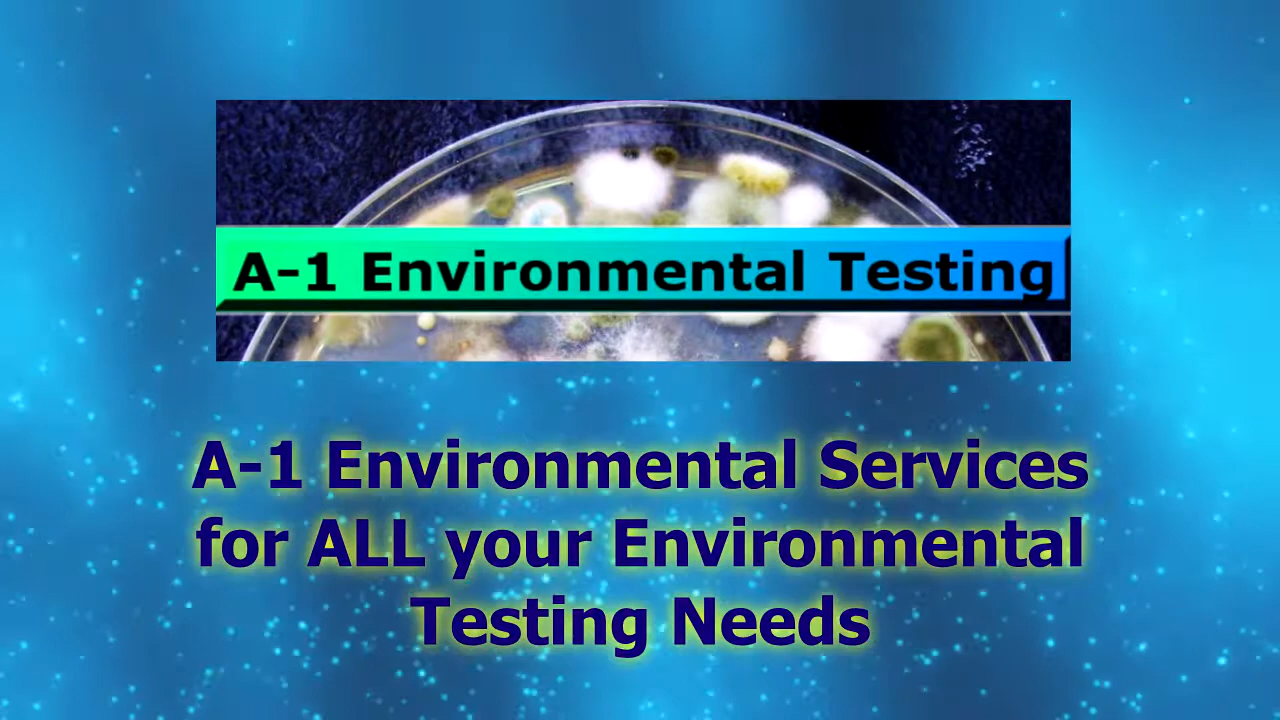 A-1 Environmental Testing
A-1 Environmental Services
for ALL your Environmental
Testing Needs